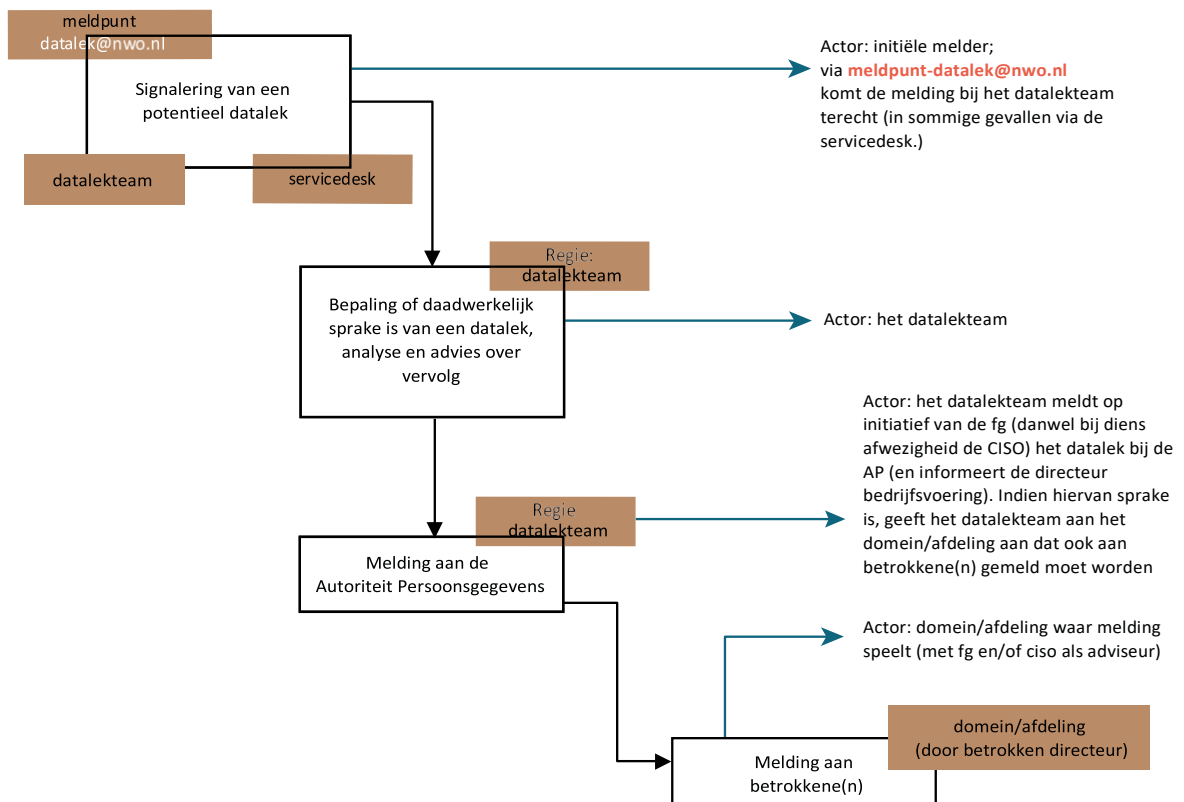 meldpunt
datalek@nwo.nl
Signalering van een
potentieel datalek
datalekteam
servicedesk
Actor: initiële melder;
via meldpunt-datalek@nwo.nl
komt de melding bij het datalekteam
terecht (in sommige gevallen via de
servicedesk.)
Regie:
datalekteam
Bepaling of daadwerkelijk
sprake is van een datalek,
analyse en advies over
vervolg
Actor: het datalekteam
Regie
datalekteam
Melding aan de
Autoriteit Persoonsgegevens
Actor: het datalekteam meldt op
initiatief van de fg (danwel bij diens
afwezigheid de CISO) het datalek bij de
AP (en informeert de directeur
bedrijfsvoering). Indien hiervan sprake
is, geeft het datalekteam aan het
domein/afdeling aan dat ook aan
betrokkene(n) gemeld moet worden
Actor: domein/afdeling waar melding
speelt (met fg en/of ciso als adviseur)
domein/afdeling
(door betrokken directeur)
Melding aan
betrokkene(n)